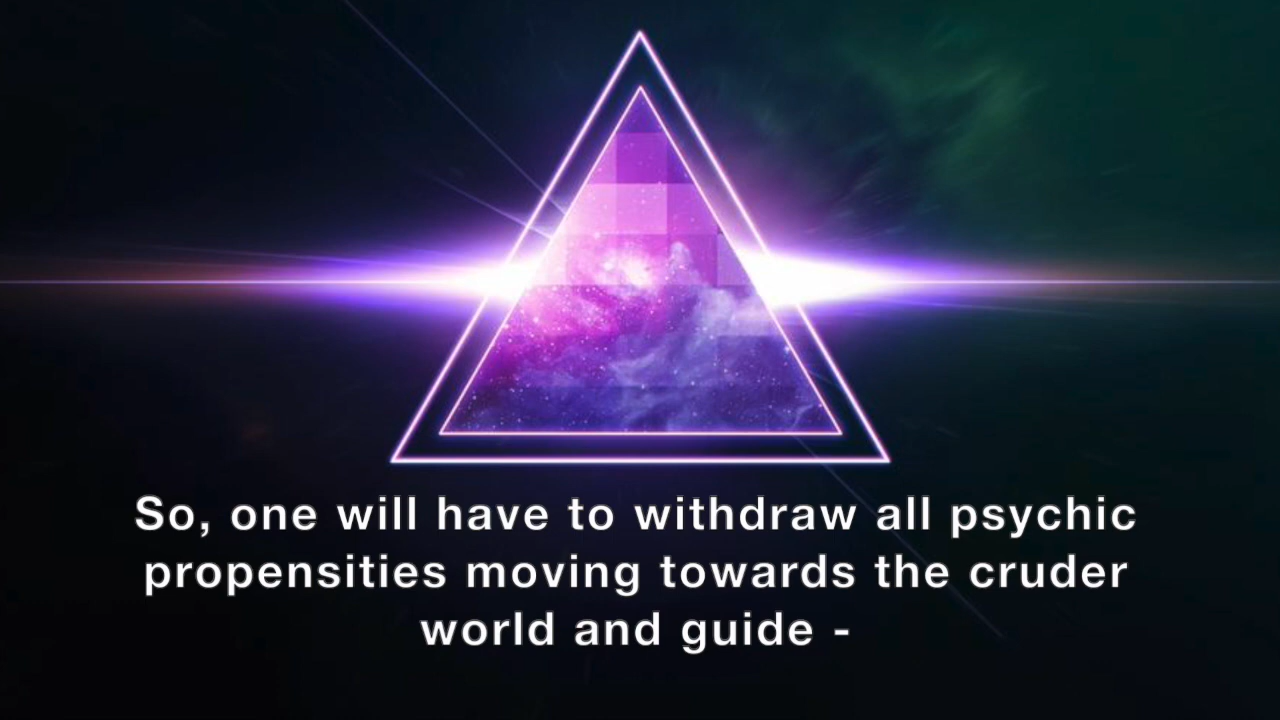 So, one will have to withdraw all psychic
propensities moving towards the cruder
world and guide -